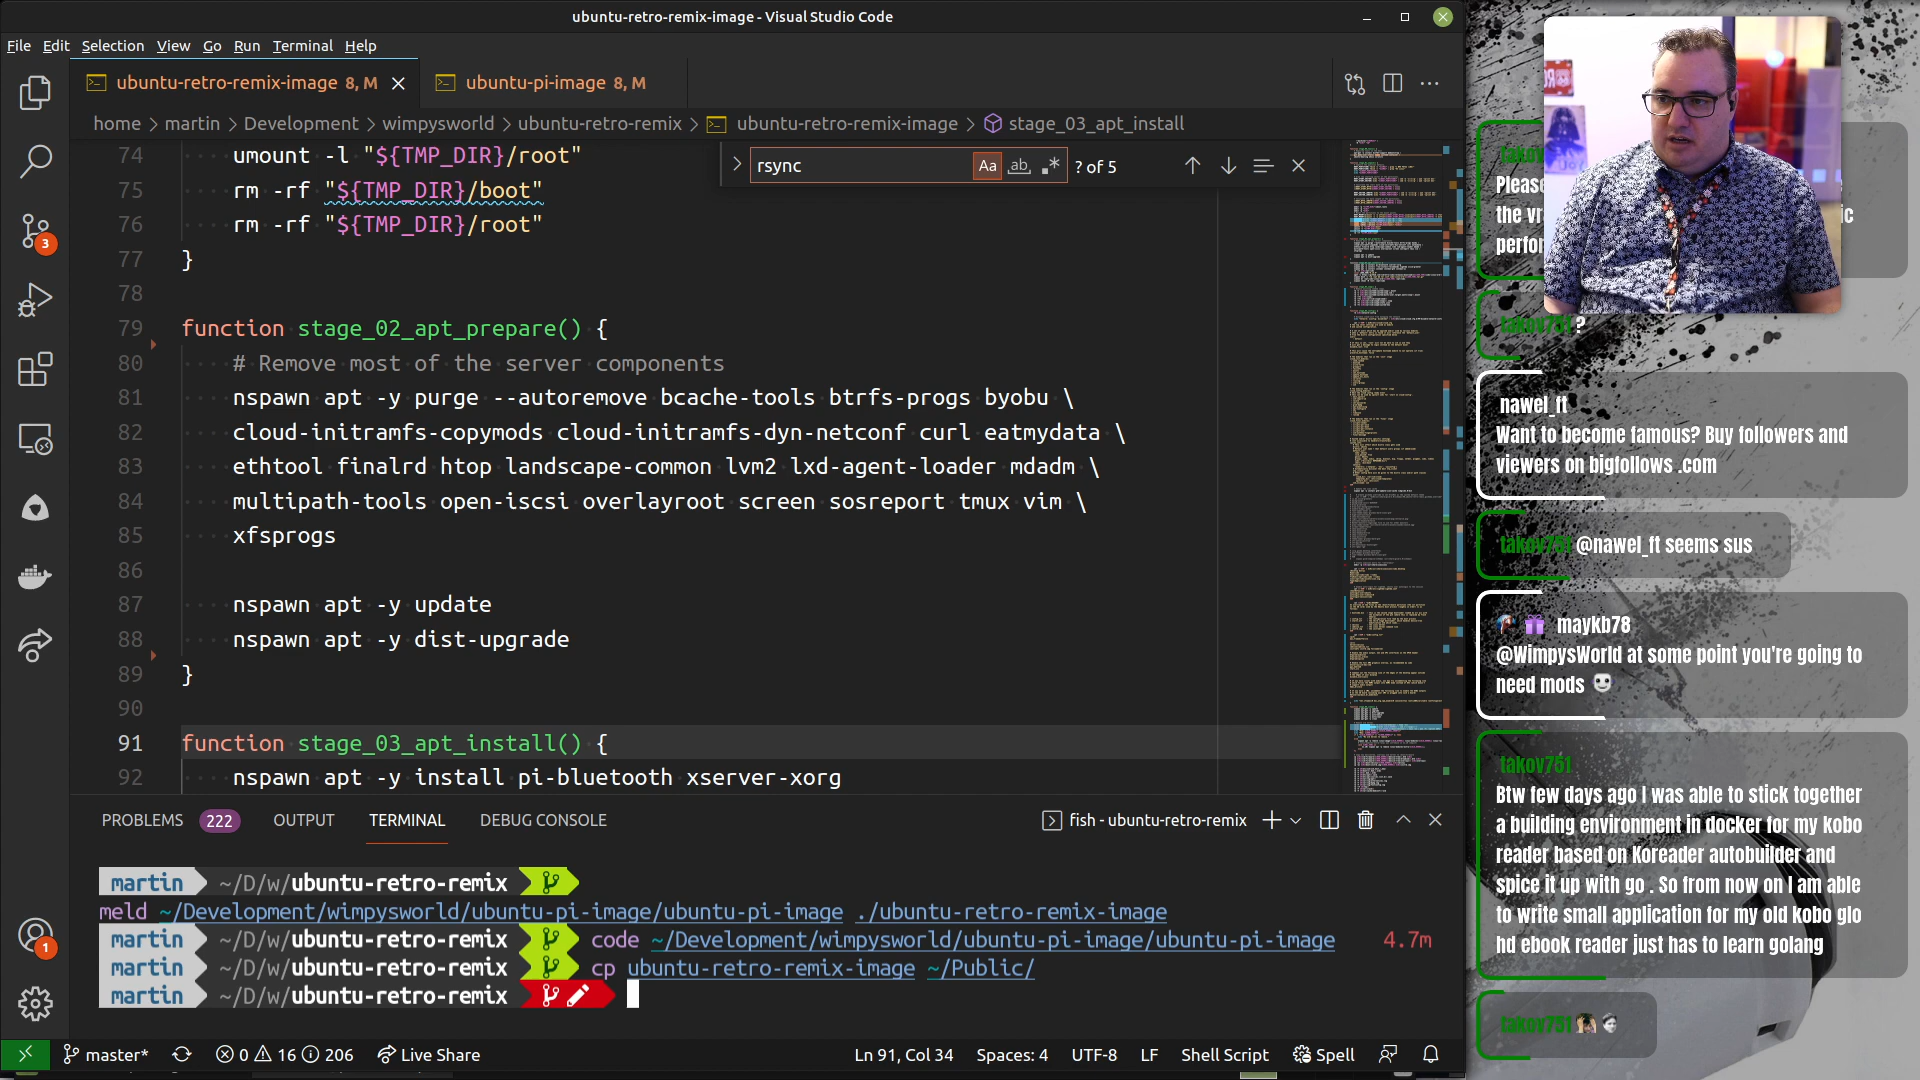 ubuntu-retro-remix-image - Visual Studio Code
File Edit Selection View Go Run Terminal Help
ubuntu-retro-remix-image 8, M
ubuntu-pi-image 8, M
home > martin > Development > wimpysworld > ubuntu-retro-remix > ubuntu-retro-remix-image > stage_03_apt_install
rsync Aa ab ? of 5
74 umount -l "${TMP_DIR}/root"
75 rm -rf "${TMP_DIR}/boot"
76 rm -rf "${TMP_DIR}/root"
77 }
78
79 function stage_02_apt_prepare() {
80 # Remove most of the server components
81 nspawn apt -y purge --autoremove bcache-tools btrfs-progs byobu \
82 cloud-initramfs-copymods cloud-initramfs-dyn-netconf curl eatmydata \
83 ethtool finalrd htop landscape-common lvm2 lxd-agent-loader mdadm \
84 multipath-tools open-iscsi overlayroot screen sosreport tmux vim \
85 xfsprogs
86
87 nspawn apt -y update
88 nspawn apt -y dist-upgrade
89 }
90
91 function stage_03_apt_install() {
92 nspawn apt -y install pi-bluetooth xserver-xorg
PROBLEMS 222 OUTPUT TERMINAL DEBUG CONSOLE
fish - ubuntu-retro-remix
martin ~/D/w/ubuntu-retro-remix
meld ~/Development/wimpysworld/ubuntu-pi-image/ubuntu-pi-image ./ubuntu-retro-remix-image
martin ~/D/w/ubuntu-retro-remix code ~/Development/wimpysworld/ubuntu-pi-image/ubuntu-pi-image 4.7m
martin ~/D/w/ubuntu-retro-remix cp ubuntu-retro-remix-image ~/Public/
martin ~/D/w/ubuntu-retro-remix
3
1
master* 0 16 206 Live Share Ln 91, Col 34 Spaces: 4 UTF-8 LF Shell Script Spell
the
takov751 ?
nawel_ft
Want to become famous? Buy followers and
viewers on bigfollows .com
takov751 @nawel_ft seems sus
maykb78
@WimpysWorld at some point you're going to
need mods
takov751
Btw few days ago I was able to stick together
a building environment in docker for my kobo
reader based on Koreader autobuilder and
spice it up with go . So from now on I am able
to write small application for my old kobo glo
hd ebook reader just has to learn golang
takov751